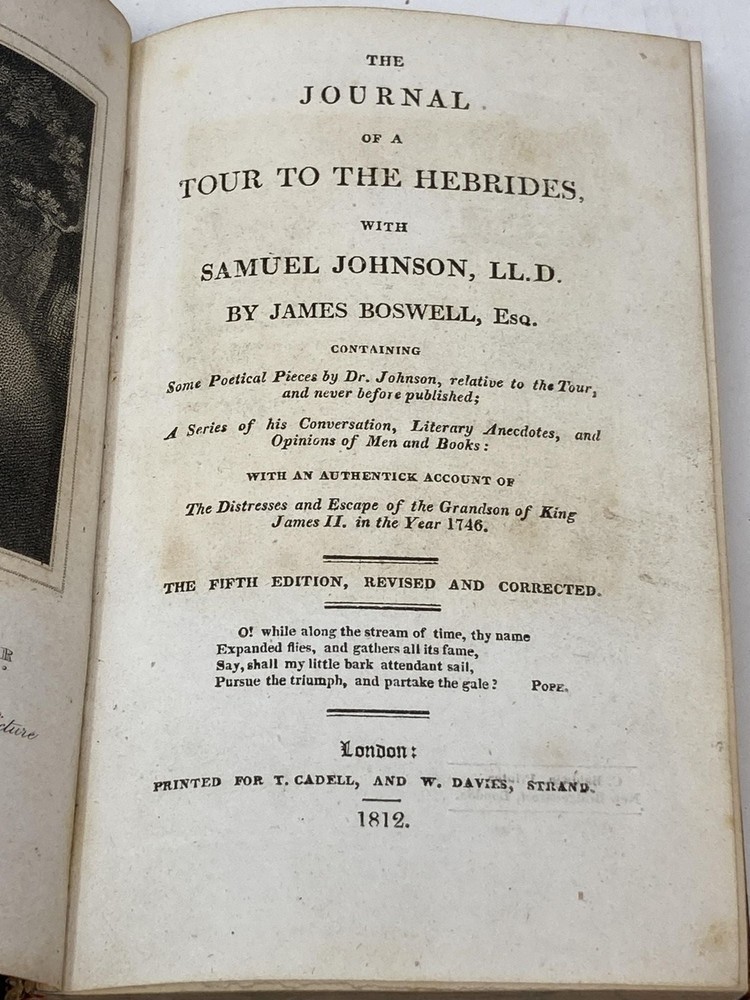 THE
JOURNAL
OF A
TOUR TO THE HEBRIDES,
WITH
SAMUEL JOHNSON, LL.D.
BY JAMES BOSWELL, Esq.
CONTAINING
Some Poetical Pieces by Dr. Johnson, relative to the Tour,
and never before published;
A Series of his Conversation, Literary Anecdotes, and
Opinions of Men and Books:
WITH AN AUTHENTICK ACCOUNT OF
The Distresses and Escape of the Grandson of King
James II. in the Year 1746.
THE FIFTH EDITION, REVISED AND CORRECTED.
O! while along the stream of time, thy name
Expanded flies, and gathers all its fame,
Say, shall my little bark attendant sail,
Pursue the triumph, and partake the gale? POPE.
London:
PRINTED FOR T. CADELL, AND W. DAVIES, STRAND.
1812.